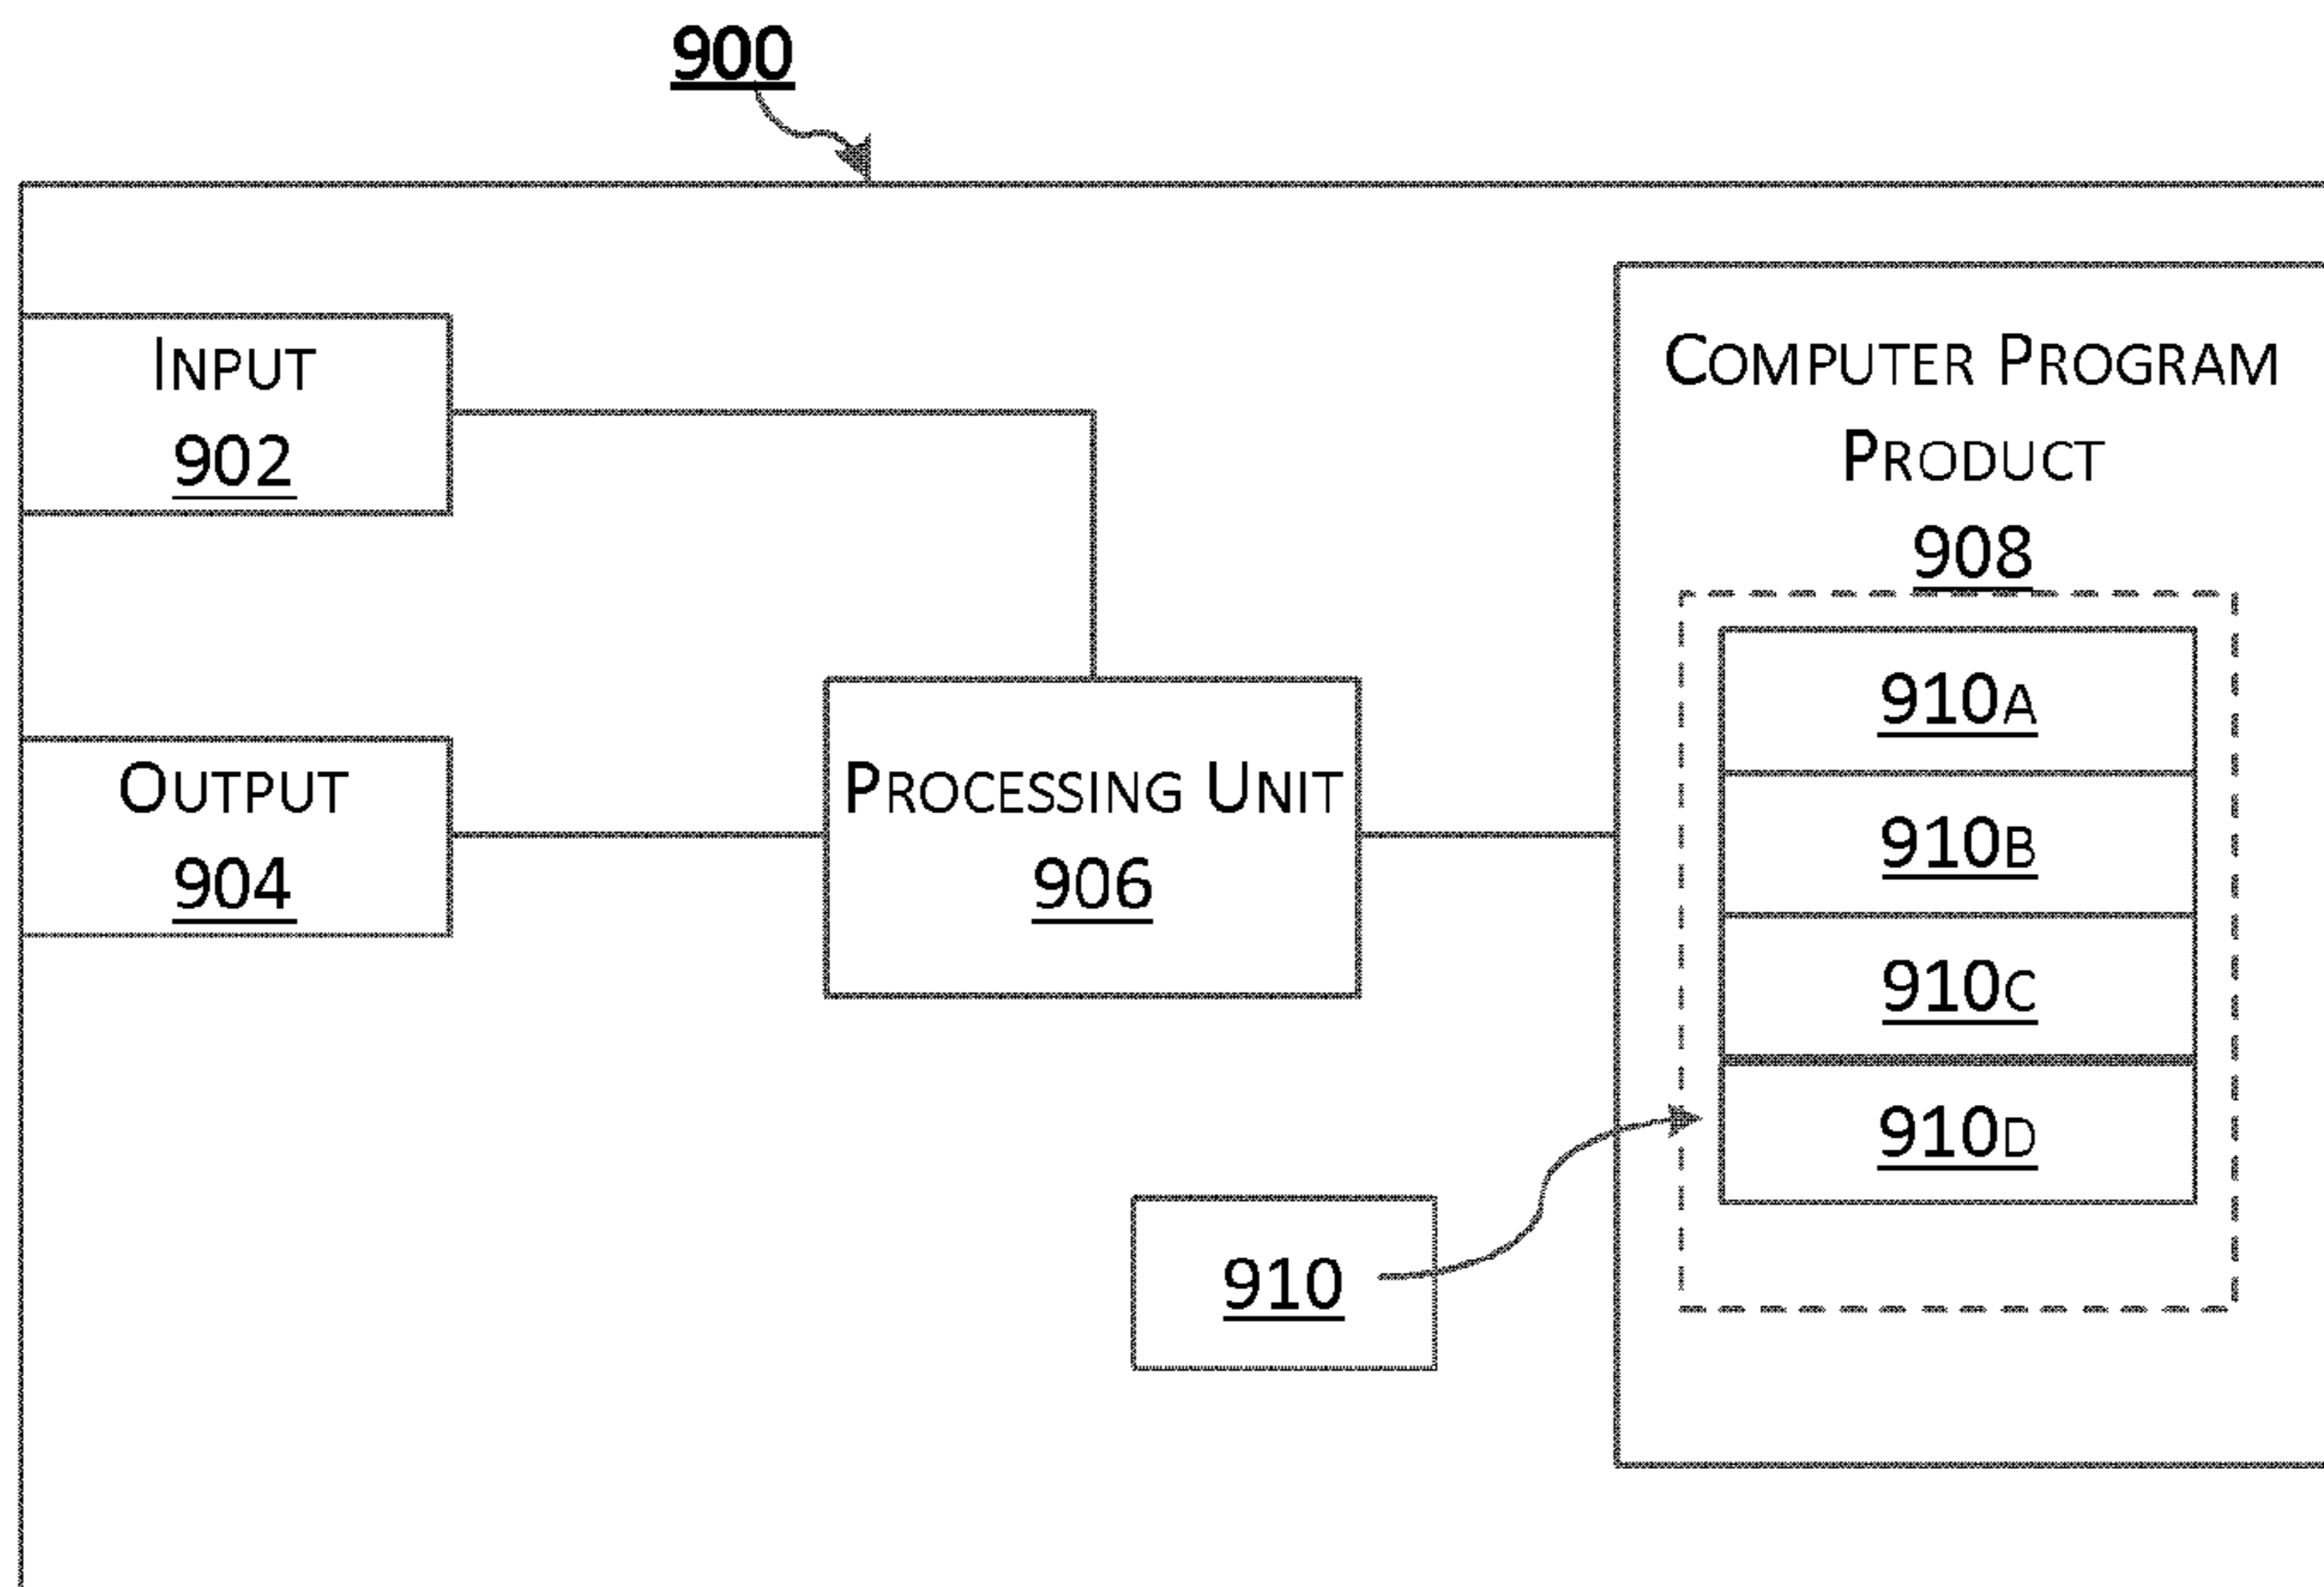 900
INPUT
902
OUTPUT
904
PROCESSING UNIT
906
COMPUTER PROGRAM
PRODUCT
908
910A
910B
910C
910D
910